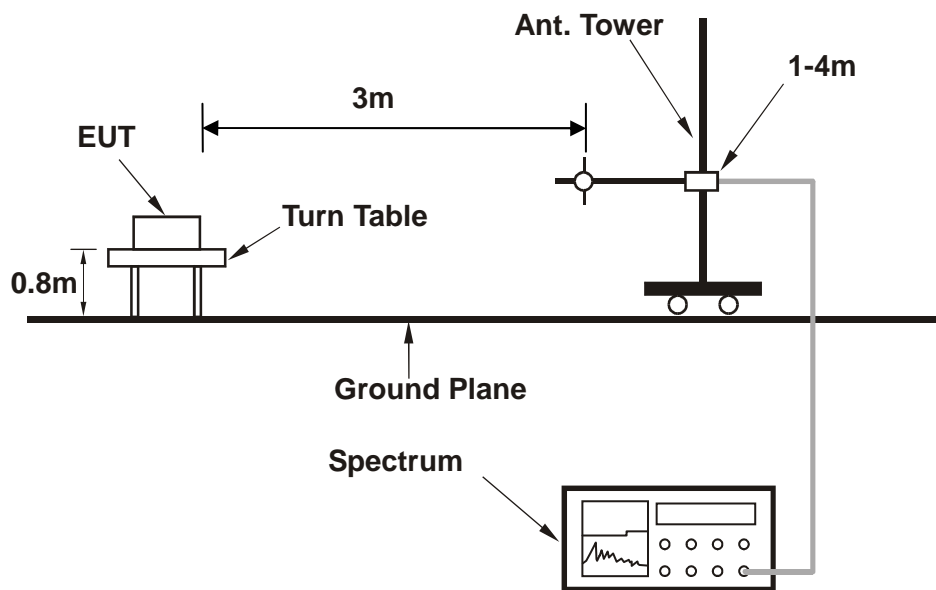 Ant. Tower
1-4m
3m
EUT
Turn Table
0.8m
Ground Plane
Spectrum